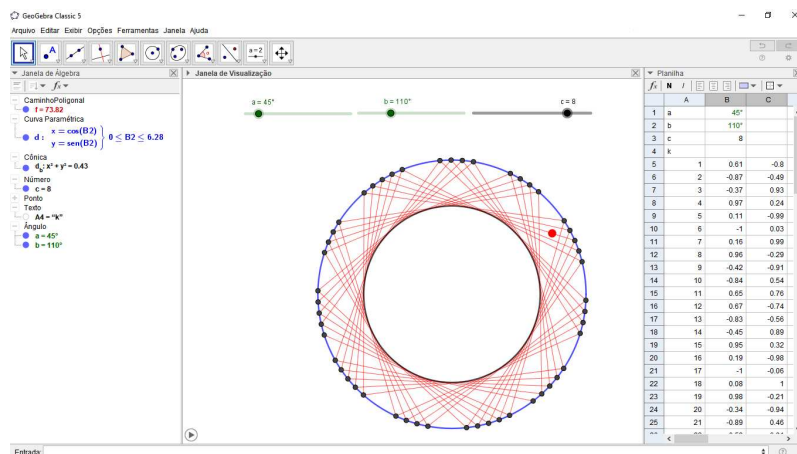 GeoGebra Classic 5
Arquivo Editar Exibir Opções Ferramentas Janela Ajuda
A
a = 2
Janela de Álgebra
Janela de Visualização
Planilha
fx
fx N I
CaminhoPoligonal
f = 73.82
Curva Paramétrica
d : x = cos(B2) } 0 ≤ B2 ≤ 6.28
y = sen(B2)
Cônica
d₀: x² + y² = 0.43
Número
c = 8
Ponto
Texto
A4 = "k"
Ângulo
a = 45°
b = 110°
a = 45°
b = 110°
c = 8
A B C
1 a 45°
2 b 110°
3 c 8
4 k
5 1 0.61 -0.8
6 2 -0.87 -0.49
7 3 -0.37 0.93
8 4 0.97 0.24
9 5 0.11 -0.99
10 6 -1 0.03
11 7 0.16 0.99
12 8 0.96 -0.29
13 9 -0.42 -0.91
14 10 -0.84 0.54
15 11 0.65 0.76
16 12 0.67 -0.74
17 13 -0.83 -0.56
18 14 -0.45 0.89
19 15 0.95 0.32
20 16 0.19 -0.98
21 17 -1 -0.06
22 18 0.08 1
23 19 0.98 -0.21
24 20 -0.34 -0.94
25 21 -0.89 0.46
Entrada: